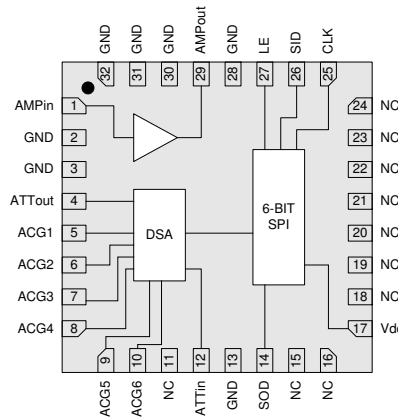 GND
GND
GND
AMPout
GND
LE
SID
CLK
32
31
30
29
28
27
26
25
AMPin
1
GND
2
GND
3
ATTout
4
ACG1
5
ACG2
6
ACG3
7
ACG4
8
DSA
6-BIT
SPI
24
NC
23
NC
22
NC
21
NC
20
NC
19
NC
18
NC
17
Vdd
9
10
11
12
13
14
15
16
ACG5
ACG6
NC
ATTin
GND
SOD
NC
NC